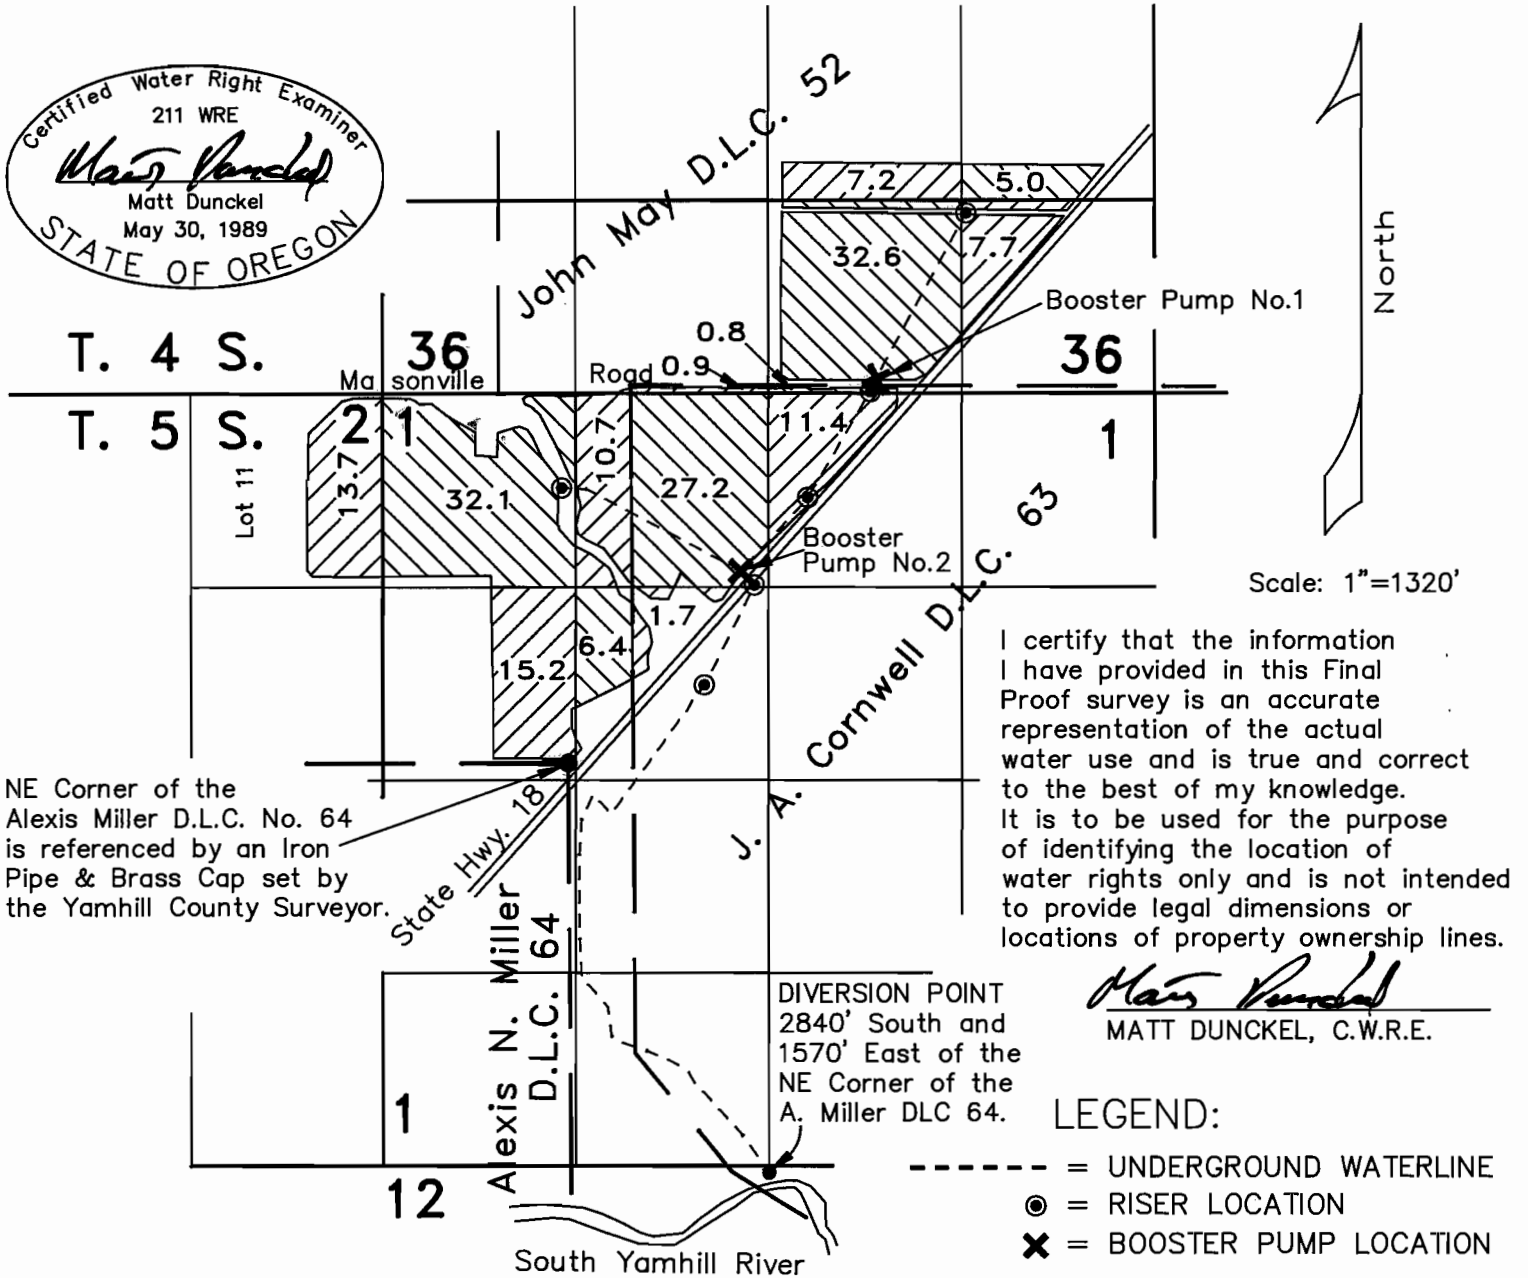 Certified Water Right Examiner
211 WRE
Matt Dunckel
Matt Dunckel
May 30, 1989
STATE OF OREGON
John May D.L.C. 52
7.2
5.0
32.6
7.7
North
Booster Pump No.1
0.8
T. 4 S.
36
36
Masonville Road
0.9
T. 5 S.
2
1
11.4
1
Lot 11
13.7
32.1
10.7
27.2
Booster
Pump No.2
J. A. Cornwell D.L.C. 63
Scale: 1"=1320'
1.7
6.4
15.2
I certify that the information
I have provided in this Final
Proof survey is an accurate
representation of the actual
water use and is true and correct
to the best of my knowledge.
It is to be used for the purpose
of identifying the location of
water rights only and is not intended
to provide legal dimensions or
locations of property ownership lines.
Matt Dunckel
MATT DUNCKEL, C.W.R.E.
NE Corner of the
Alexis Miller D.L.C. No. 64
is referenced by an Iron
Pipe & Brass Cap set by
the Yamhill County Surveyor.
State Hwy. 18
Alexis N. Miller
D.L.C. 64
DIVERSION POINT
2840' South and
1570' East of the
NE Corner of the
A. Miller DLC 64.
1
12
South Yamhill River
LEGEND:
= UNDERGROUND WATERLINE
= RISER LOCATION
= BOOSTER PUMP LOCATION